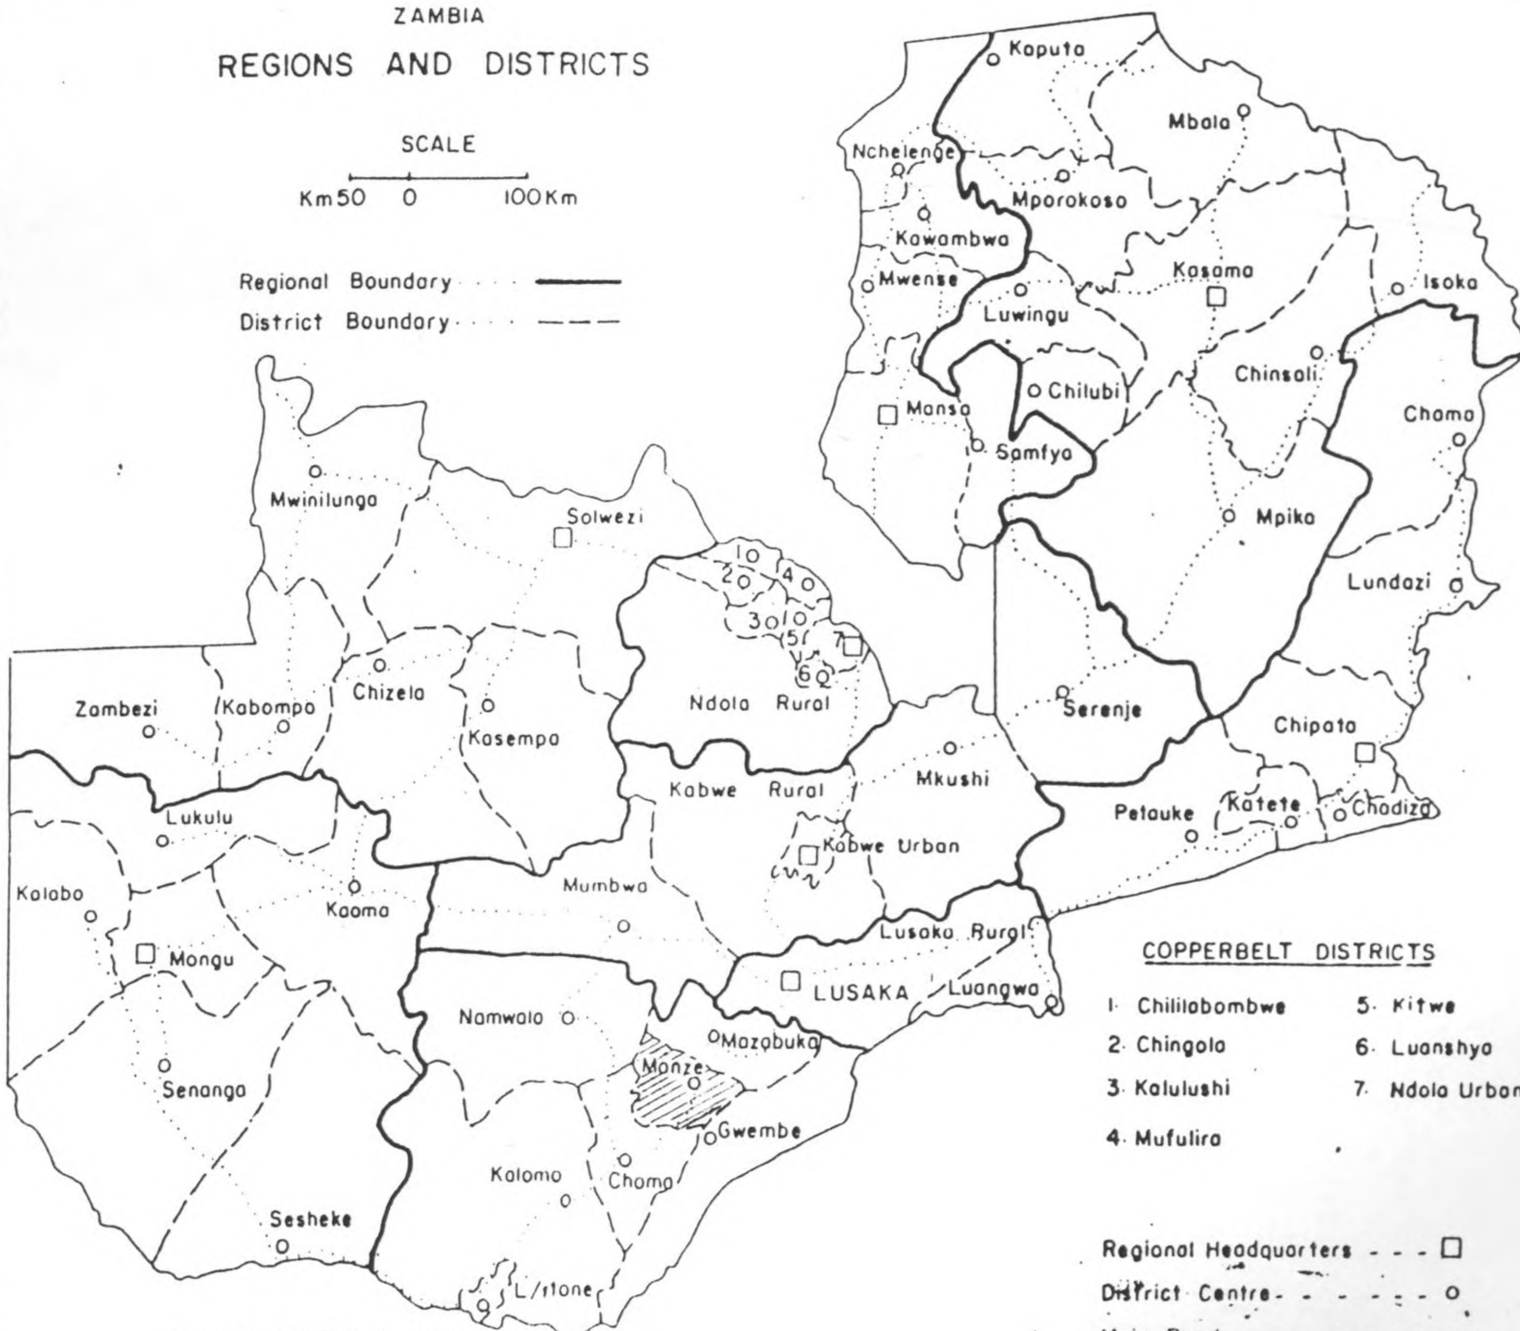 ZAMBIA
REGIONS AND DISTRICTS
SCALE
Km 50 0 100 Km
Regional Boundary
District Boundary
Kaputa
Mbala
Nchelenge
Mporokoso
Kawambwa
Mwense
Kasama
Isoka
Luwingu
Chinsali
Chilubi
Mansa
Chama
Samfya
Mwinilunga
Solwezi
Mpika
1
2
4
Lundazi
3
5
7
6
Chizela
Zambezi
Kabompo
Ndola Rural
Serenje
Chipata
Kasempa
Mkushi
Kabwe Rural
Lukulu
Petauke
Katete
Chadiza
Kabwe Urban
Kalabo
Mumbwa
Kaoma
Lusaka Rural
Mongu
LUSAKA
Luangwa
Namwala
Mazabuka
Monze
Senanga
Gwembe
Kalomo
Choma
Sesheke
L/stone
COPPERBELT DISTRICTS
1. Chililabombwe 5. Kitwe
2. Chingola 6. Luanshya
3. Kalulushi 7. Ndola Urban
4. Mufulira
Regional Headquarters
District Centre